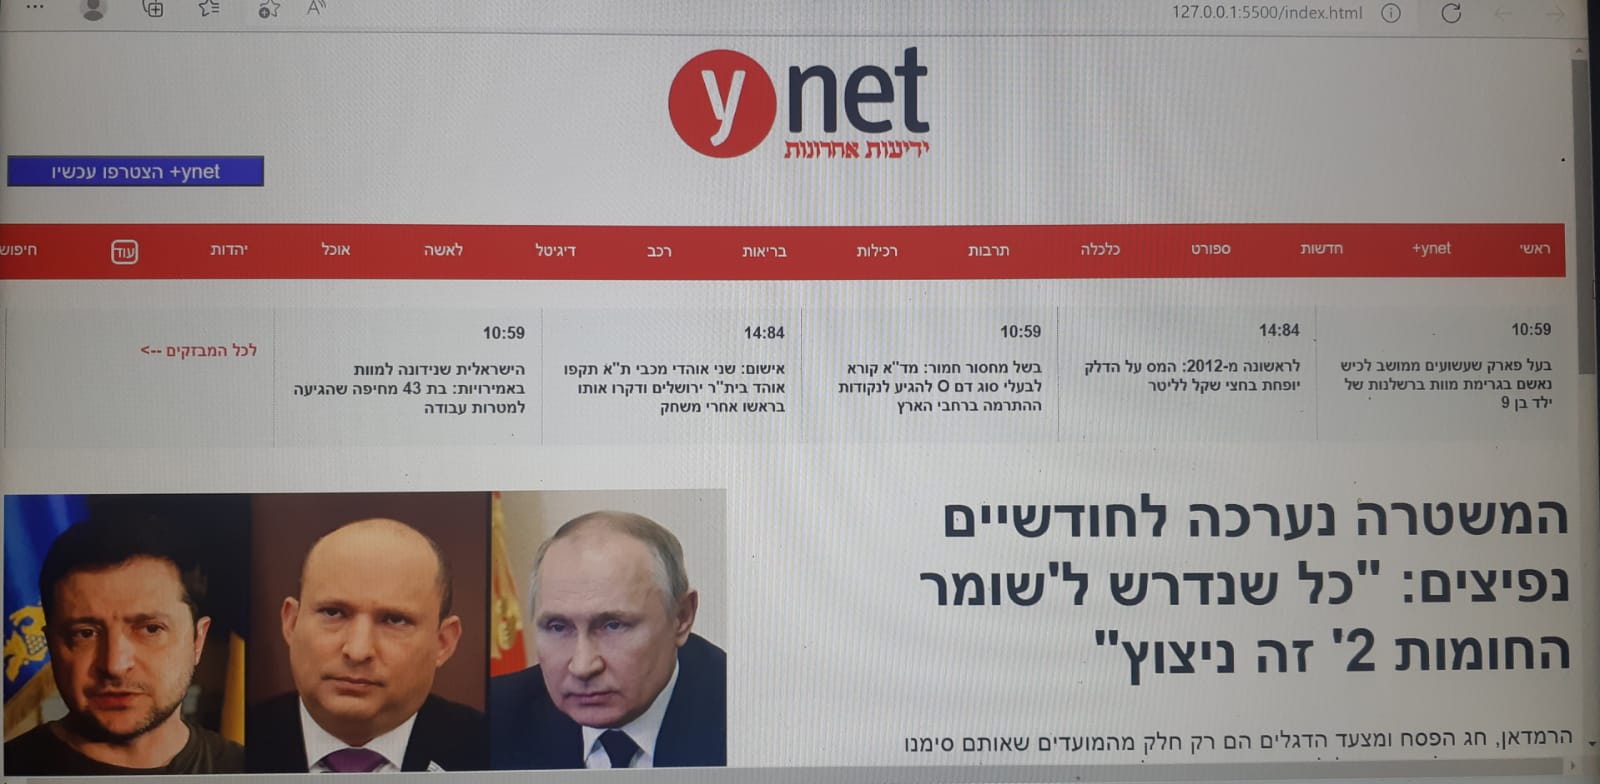 127.0.0.1:5500/index.html
ynet
ידיעות אחרונות
ynet+ הצטרפו עכשיו
ראשי ynet+ חדשות ספורט כלכלה תרבות רכילות בריאות רכב דיגיטל לאשה אוכל יהדות עוד חיפוש
10:59
בעל פארק שעשועים ממושב לכיש
נאשם בגרימת מוות ברשלנות של
ילד בן 9
14:84
לראשונה מ-2012: המס על הדלק
יופחת בחצי שקל לליטר
10:59
בשל מחסור חמור: מד"א קורא
לבעלי סוג דם O להגיע לנקודות
ההתרמה ברחבי הארץ
14:84
אישום: שני אוהדי מכבי ת"א תקפו
אוהד בית"ר ירושלים ודקרו אותו
בראשו אחרי משחק
10:59
הישראלית שנידונה למוות
באמירויות: בת 43 מחיפה שהגיעה
למטרות עבודה
לכל המבזקים -->
המשטרה נערכה לחודשיים
נפיצים: "כל שנדרש ל'שומר
החומות 2' זה ניצוץ"
הרמדאן, חג הפסח ומצעד הדגלים הם רק חלק מהמועדים שאותם סימנו